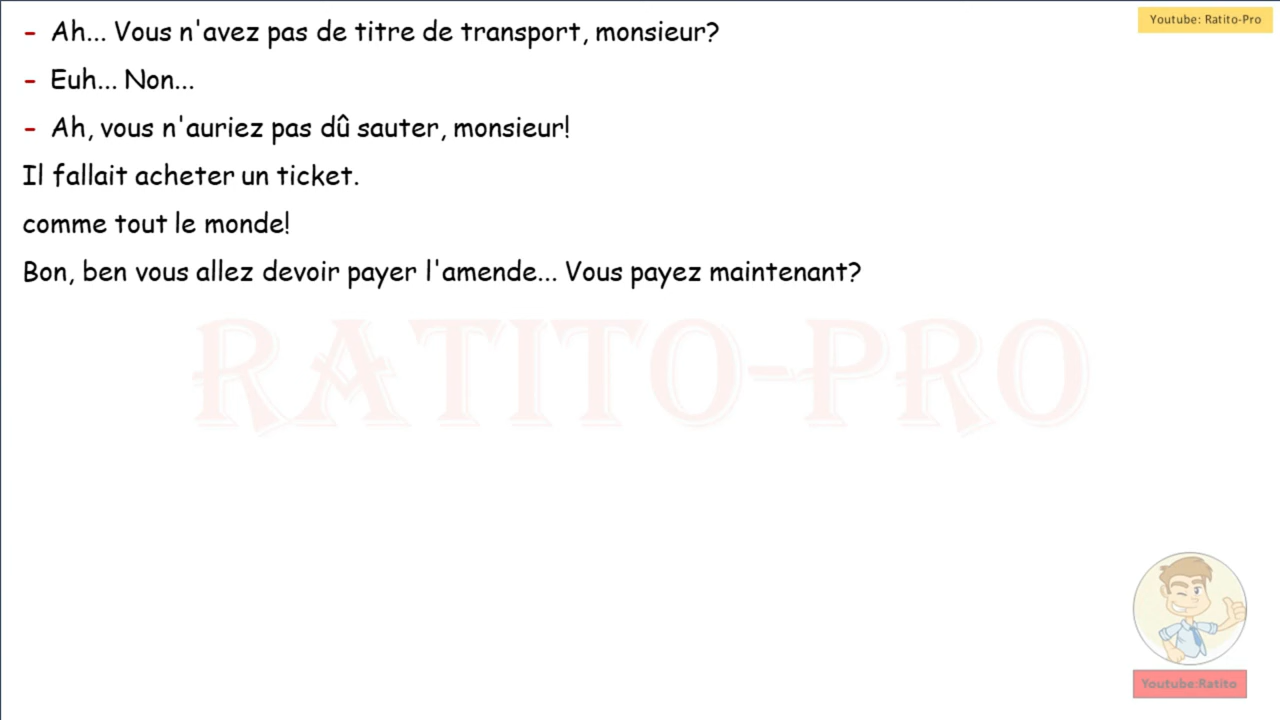 Youtube: Ratito-Pro
- Ah... Vous n'avez pas de titre de transport, monsieur?
- Euh... Non...
- Ah, vous n'auriez pas dû sauter, monsieur!
Il fallait acheter un ticket.
comme tout le monde!
Bon, ben vous allez devoir payer l'amende... Vous payez maintenant?
RATITO-PRO
Youtube:Ratito